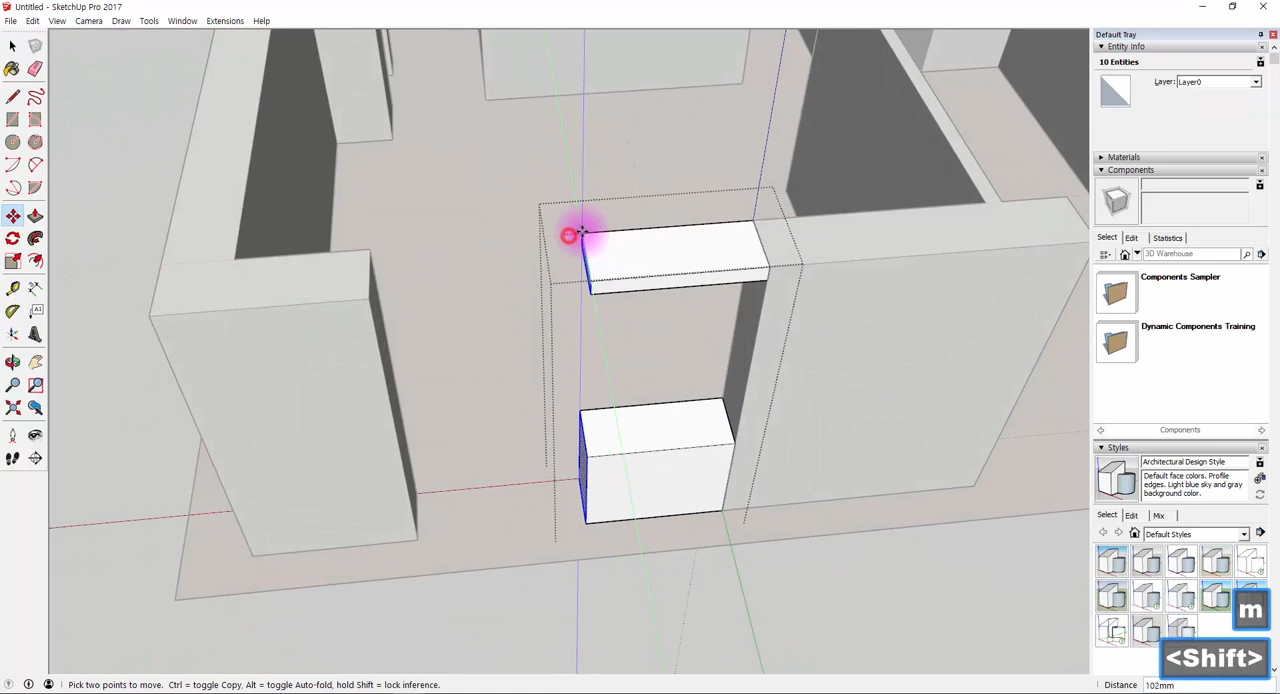 Untitled - SketchUp Pro 2017
File Edit View Camera Draw Tools Window Extensions Help
Default Tray
Entity Info
10 Entities
Layer: Layer0
Materials
Components
Select Edit Statistics
3D Warehouse
Components Sampler
Dynamic Components Training
Components
Styles
Architectural Design Style
Default face colors. Profile
edges. Light blue sky and gray
background color.
Select Edit Mix
Default Styles
m
<Shift>
Pick two points to move. Ctrl = toggle Copy, Alt = toggle Auto-fold, hold Shift = lock inference.
Distance 102mm